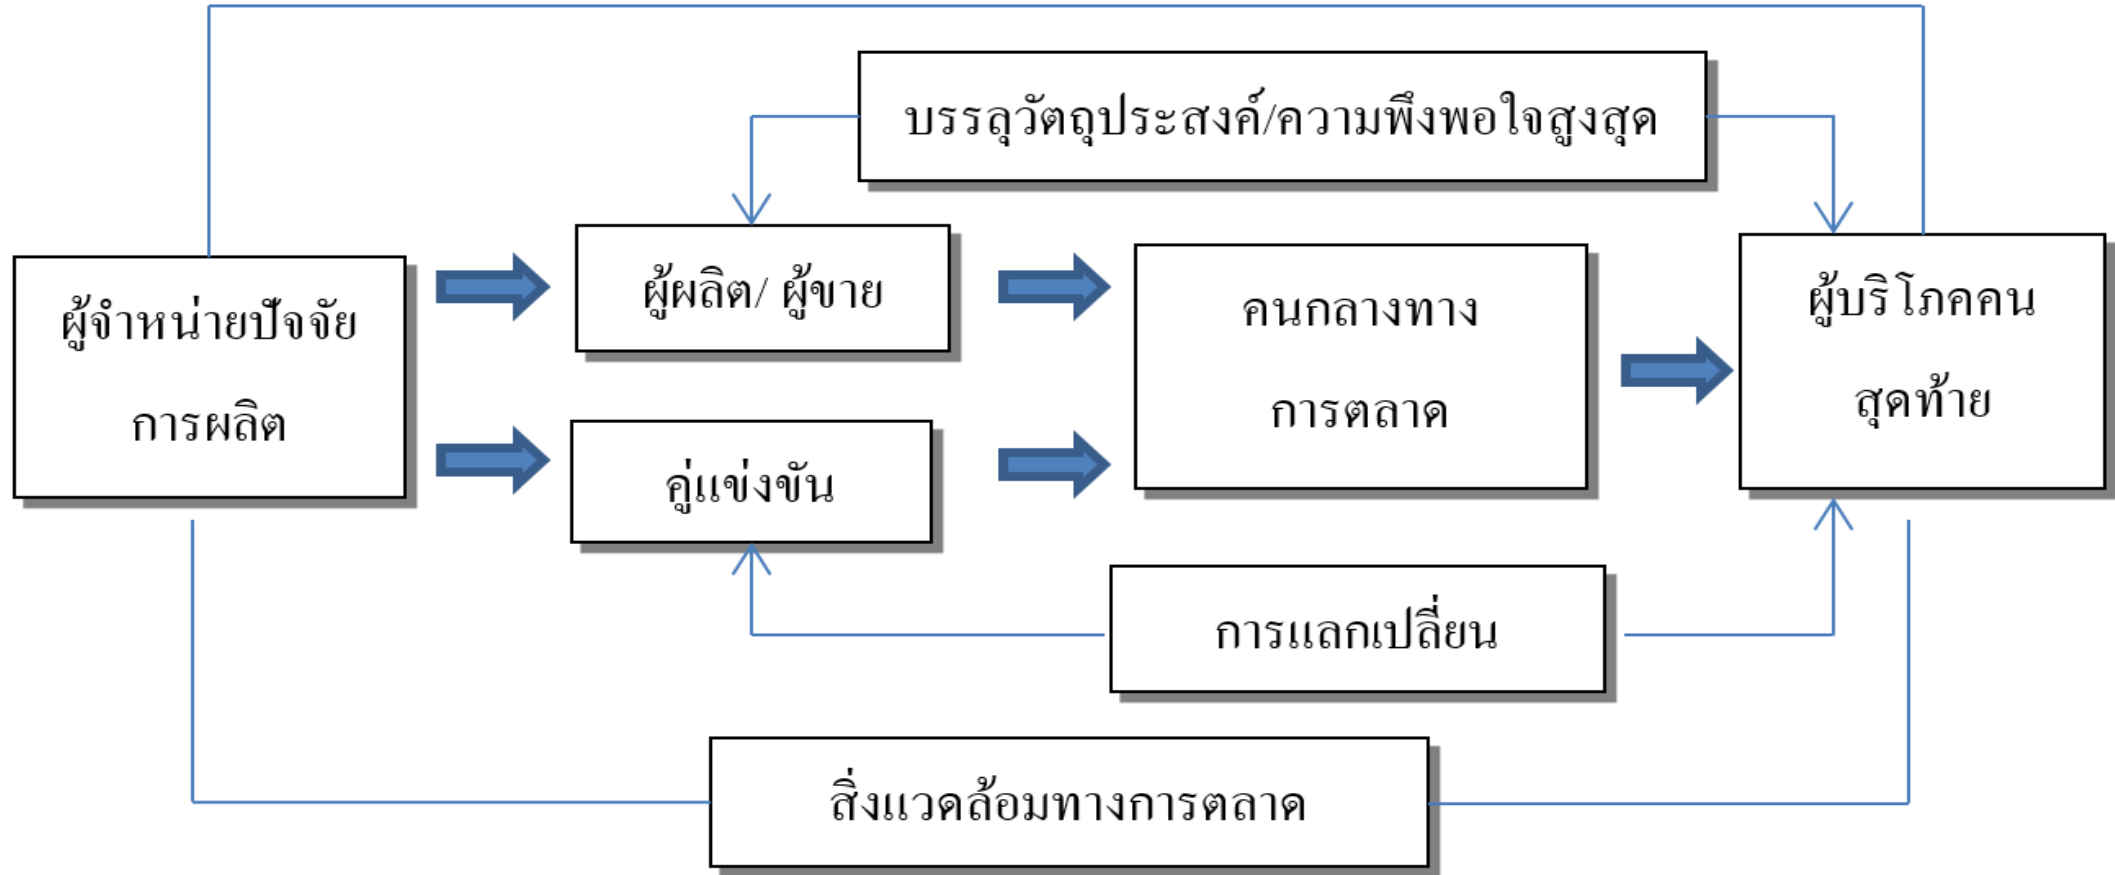 บรรลุวัตถุประสงค์/ความพึงพอใจสูงสุด
ผู้จำหน่ายปัจจัย
การผลิต
ผู้ผลิต/ ผู้ขาย
คู่แข่งขัน
คนกลางทาง
การตลาด
ผู้บริโภคคน
สุดท้าย
การแลกเปลี่ยน
สิ่งแวดล้อมทางการตลาด